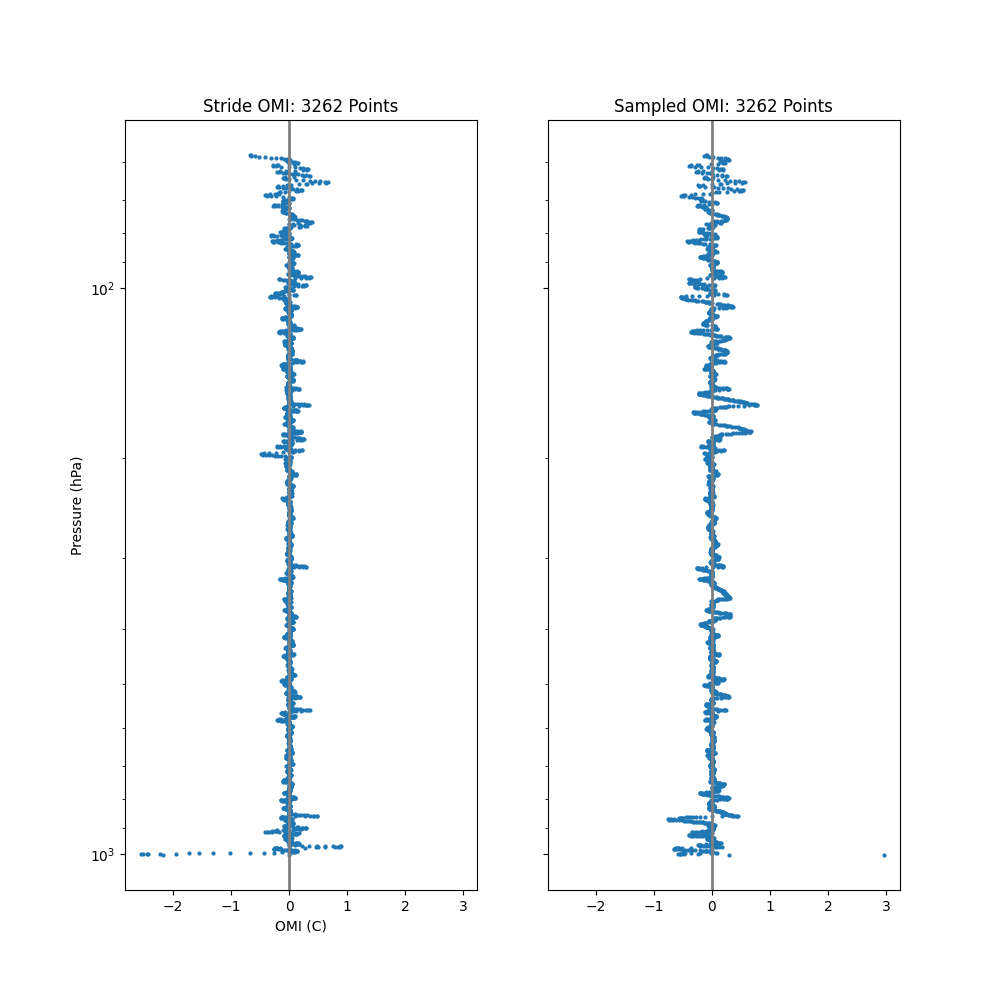 Stride OMI: 3262 Points
Sampled OMI: 3262 Points
Pressure (hPa)
10²
10³
−2 −1 0 1 2 3
−2 −1 0 1 2 3
OMI (C)